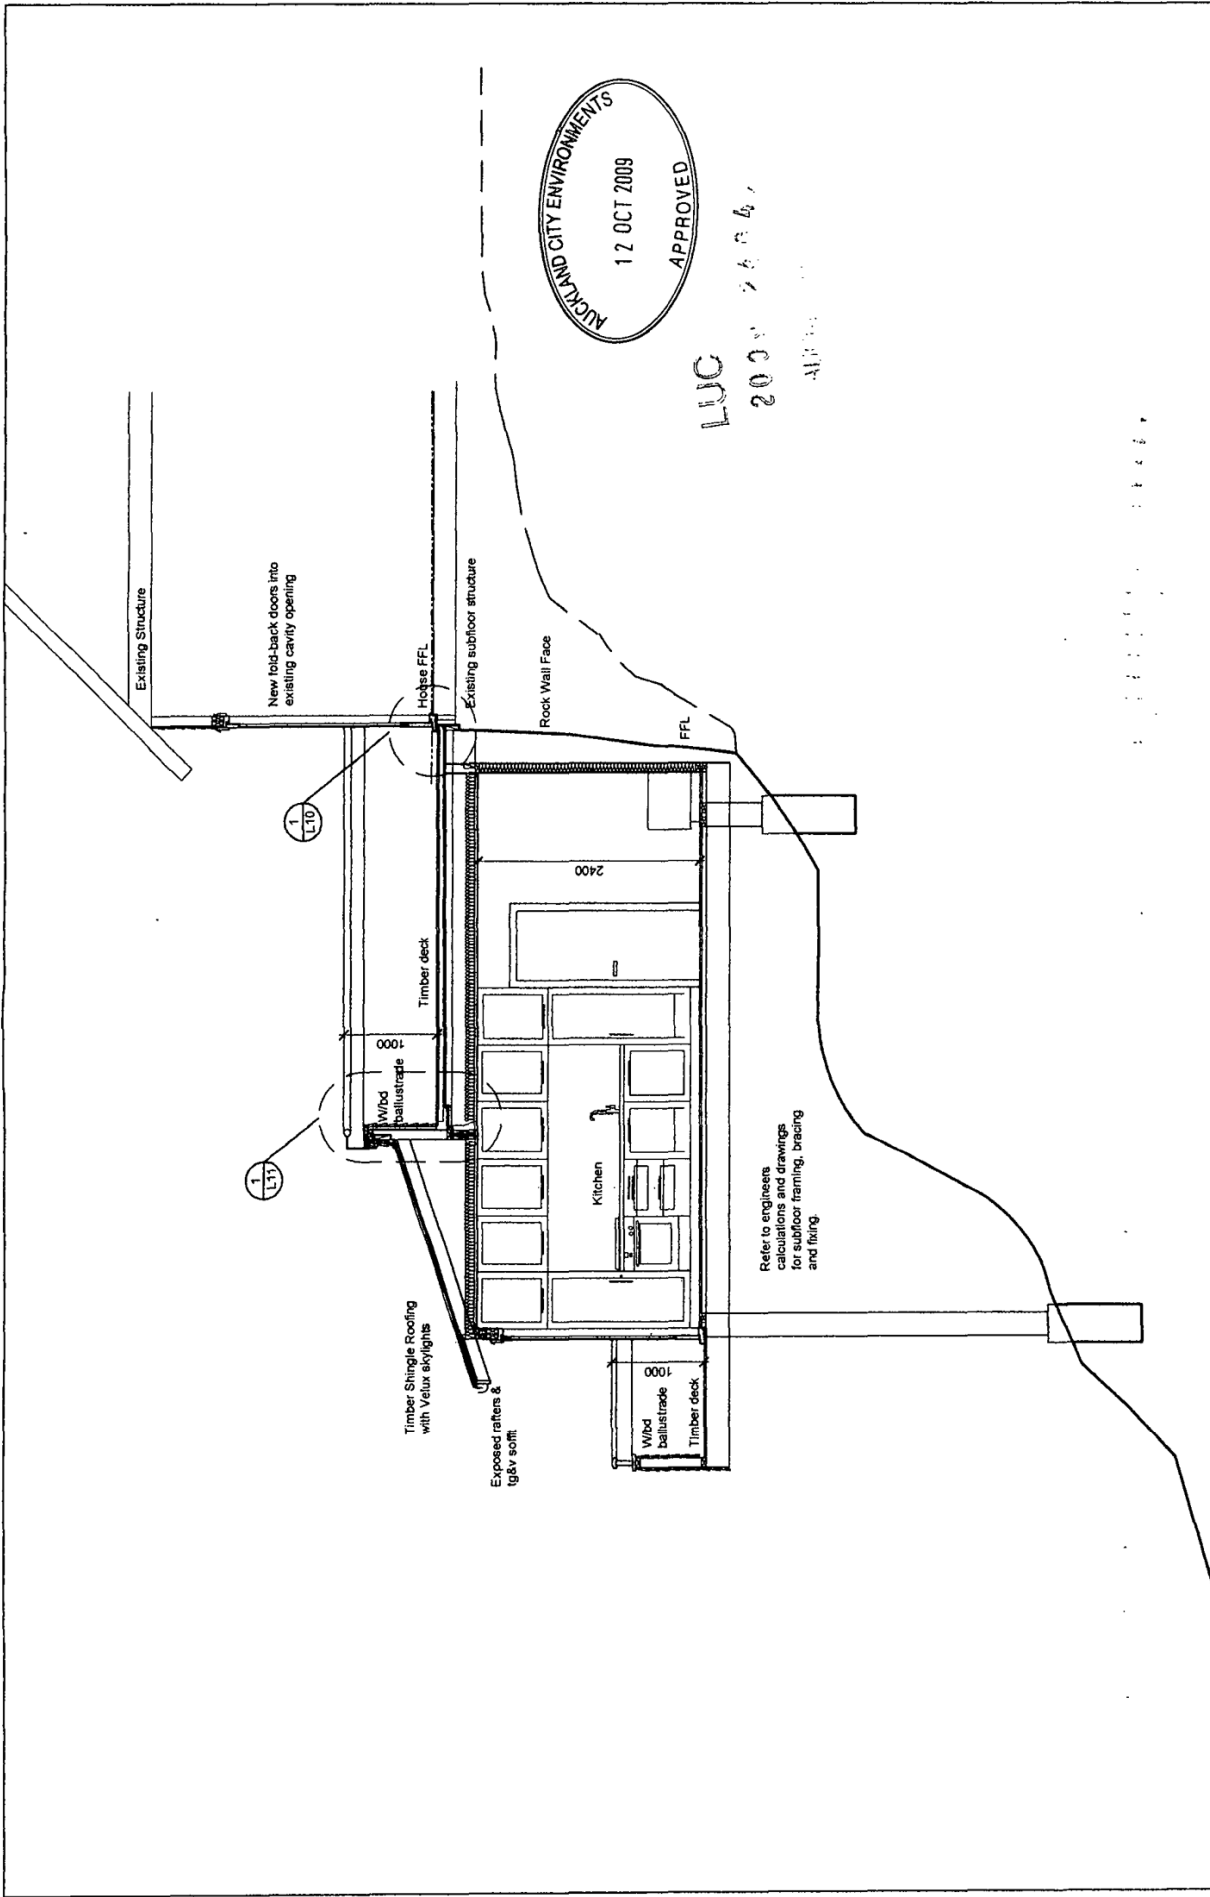 Existing Structure
New fold-back doors into
existing cavity opening
House FFL
Existing subfloor structure
Rock Wall Face
FFL
1
L10
1
L11
Timber deck
1000
W/bd
ballustrade
2400
Kitchen
Timber Shingle Roofing
with Velux skylights
Exposed rafters &
tg&v soffit
1000
W/bd
ballustrade
Timber deck
Refer to engineers
calculations and drawings
for subfloor framing, bracing
and fixing.
AUCKLAND CITY ENVIRONMENTS
12 OCT 2009
APPROVED
LUC